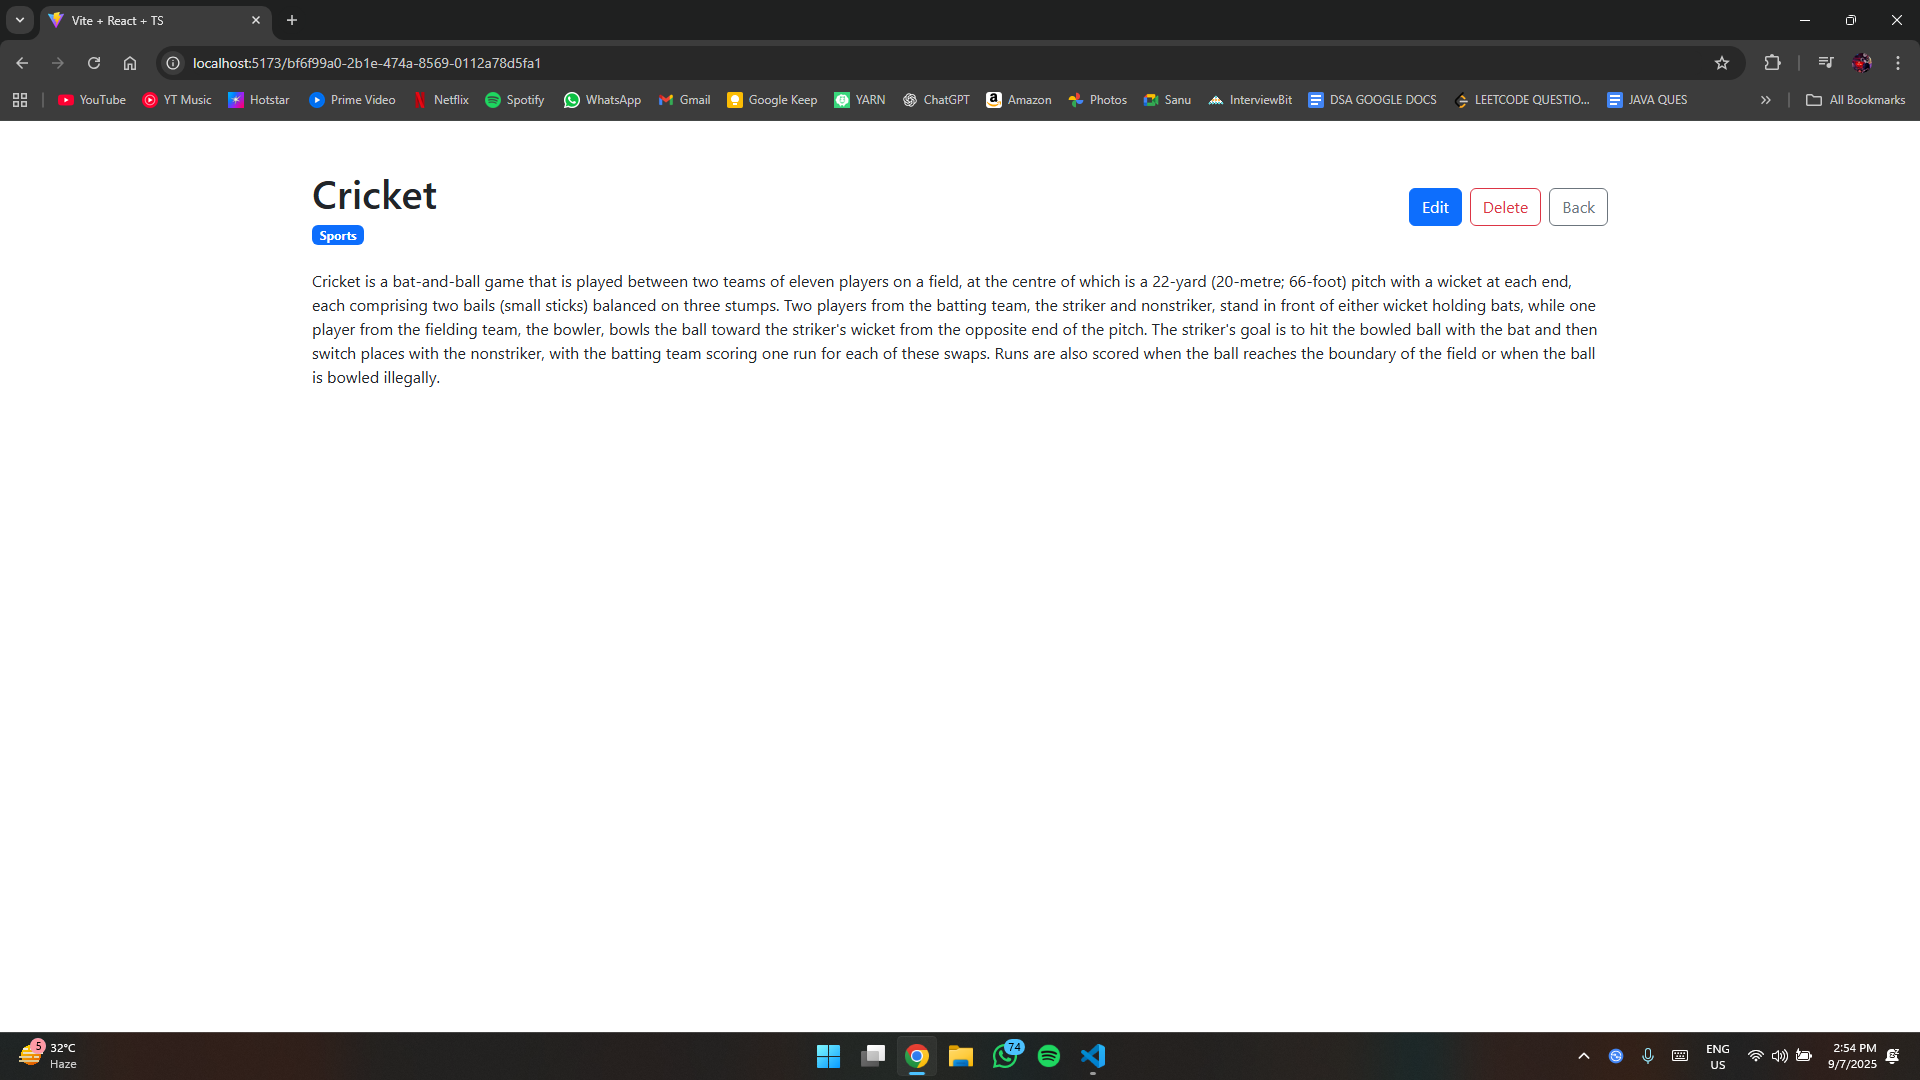 Vite + React + TS
localhost:5173/bf6f99a0-2b1e-474a-8569-0112a78d5fa1
YouTube YT Music Hotstar Prime Video Netflix Spotify WhatsApp Gmail Google Keep YARN ChatGPT Amazon Photos Sanu InterviewBit DSA GOOGLE DOCS LEETCODE QUESTIO... JAVA QUES All Bookmarks
Cricket
Edit Delete Back
Sports
Cricket is a bat-and-ball game that is played between two teams of eleven players on a field, at the centre of which is a 22-yard (20-metre; 66-foot) pitch with a wicket at each end,
each comprising two bails (small sticks) balanced on three stumps. Two players from the batting team, the striker and nonstriker, stand in front of either wicket holding bats, while one
player from the fielding team, the bowler, bowls the ball toward the striker's wicket from the opposite end of the pitch. The striker's goal is to hit the bowled ball with the bat and then
switch places with the nonstriker, with the batting team scoring one run for each of these swaps. Runs are also scored when the ball reaches the boundary of the field or when the ball
is bowled illegally.
5
32°C
Haze
74
ENG
US
2:54 PM
9/7/2025